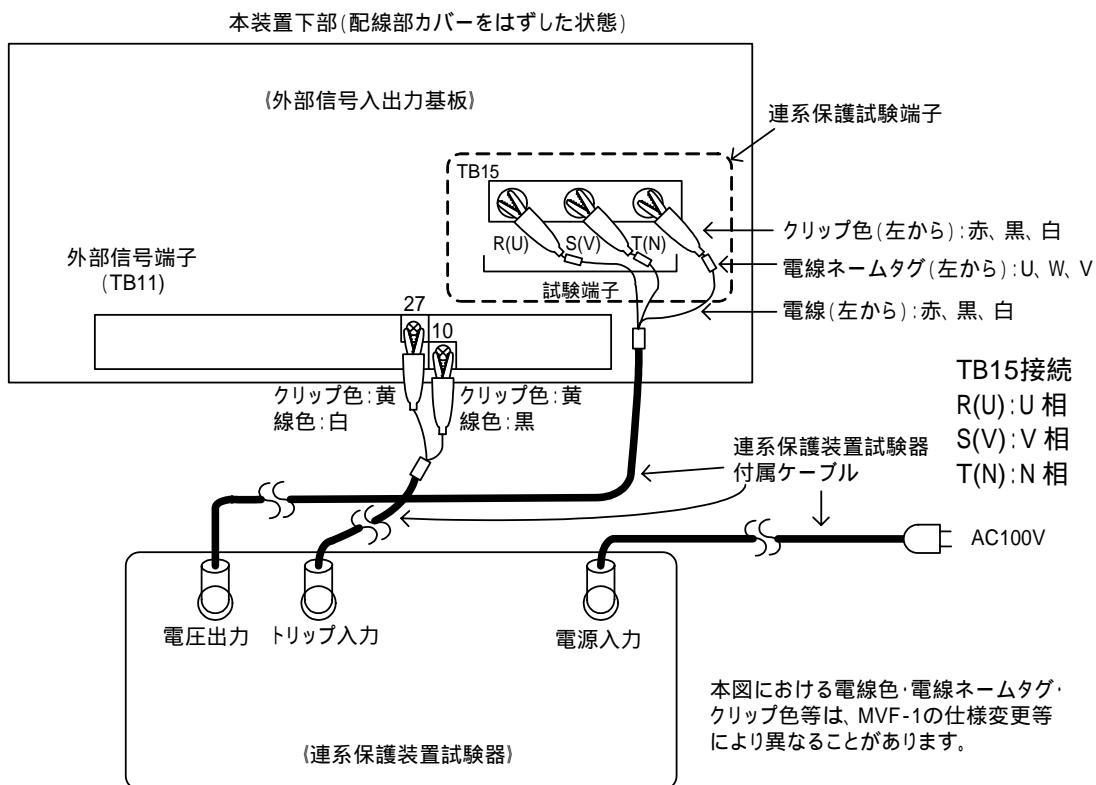 本装置下部(配線部カバーをはずした状態)
《外部信号入出力基板》
連系保護試験端子
TB15
R(U)
S(V)
T(N)
試験端子
クリップ色(左から):赤、黒、白
電線ネームタグ(左から):U、W、V
電線(左から):赤、黒、白
外部信号端子
(TB11)
27
10
クリップ色:黄
線色:白
クリップ色:黄
線色:黒
TB15接続
R(U):U 相
S(V):V 相
T(N):N 相
連系保護装置試験器
付属ケーブル
AC100V
電圧出力
トリップ入力
電源入力
《連系保護装置試験器》
本図における電線色・電線ネームタグ・
クリップ色等は、MVF-1の仕様変更等
により異なることがあります。